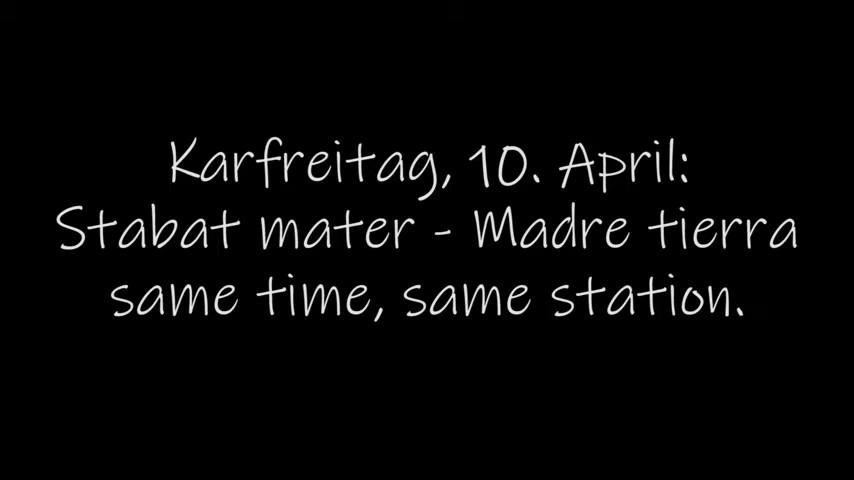 Karfreitag, 10. April:
Stabat mater - Madre tierra
same time, same station.